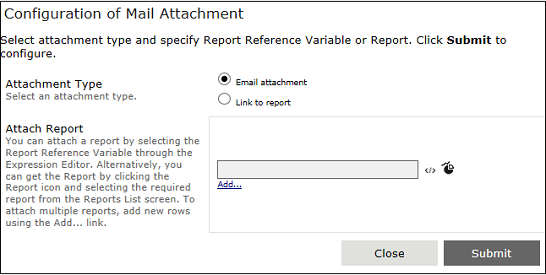 Configuration of Mail Attachment
Select attachment type and specify Report Reference Variable or Report. Click Submit to
configure.
Attachment Type
Select an attachment type.
Email attachment
Link to report
Attach Report
You can attach a report by selecting the
Report Reference Variable through the
Expression Editor. Alternatively, you
can get the Report by clicking the
Report icon and selecting the required
report from the Reports List screen. To
attach multiple reports, add new rows
using the Add... link.
</>
Add...
Close
Submit